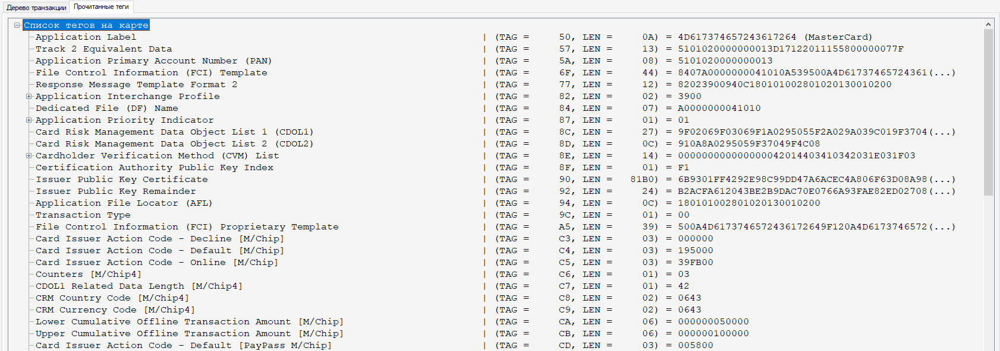 Дерево транзакции Прочитанные теги
Список тегов на карте
Application Label | (TAG = 50, LEN = 0A) = 4D617374657243617264 (MasterCard)
Track 2 Equivalent Data | (TAG = 57, LEN = 13) = 5101020000000013D17122011155800000077F
Application Primary Account Number (PAN) | (TAG = 5A, LEN = 08) = 5101020000000013
File Control Information (FCI) Template | (TAG = 6F, LEN = 44) = 8407A0000000041010A539500A4D61737465724361(...)
Response Message Template Format 2 | (TAG = 77, LEN = 12) = 82023900940C180101002801020130010200
Application Interchange Profile | (TAG = 82, LEN = 02) = 3900
Dedicated File (DF) Name | (TAG = 84, LEN = 07) = A0000000041010
Application Priority Indicator | (TAG = 87, LEN = 01) = 01
Card Risk Management Data Object List 1 (CDOL1) | (TAG = 8C, LEN = 27) = 9F02069F03069F1A0295055F2A029A039C019F3704(...)
Card Risk Management Data Object List 2 (CDOL2) | (TAG = 8D, LEN = 0C) = 910A8A0295059F37049F4C08
Cardholder Verification Method (CVM) List | (TAG = 8E, LEN = 14) = 000000000000000042014403410342031E031F03
Certification Authority Public Key Index | (TAG = 8F, LEN = 01) = F1
Issuer Public Key Certificate | (TAG = 90, LEN = 81B0) = 6B9301FF4292E98C99DD47A6ACEC4A806F63D08A98(...)
Issuer Public Key Remainder | (TAG = 92, LEN = 24) = B2ACFA612043BE2B9DAC70E0766A93FAE82ED02708(...)
Application File Locator (AFL) | (TAG = 94, LEN = 0C) = 180101002801020130010200
Transaction Type | (TAG = 9C, LEN = 01) = 00
File Control Information (FCI) Proprietary Template | (TAG = A5, LEN = 39) = 500A4D6173746572436172649F120A4D6173746572(...)
Card Issuer Action Code - Decline [M/Chip] | (TAG = C3, LEN = 03) = 000000
Card Issuer Action Code - Default [M/Chip] | (TAG = C4, LEN = 03) = 195000
Card Issuer Action Code - Online [M/Chip] | (TAG = C5, LEN = 03) = 39FB00
Counters [M/Chip4] | (TAG = C6, LEN = 01) = 03
CDOL1 Related Data Length [M/Chip4] | (TAG = C7, LEN = 01) = 42
CRM Country Code [M/Chip4] | (TAG = C8, LEN = 02) = 0643
CRM Currency Code [M/Chip4] | (TAG = C9, LEN = 02) = 0643
Lower Cumulative Offline Transaction Amount [M/Chip] | (TAG = CA, LEN = 06) = 000000050000
Upper Cumulative Offline Transaction Amount [M/Chip] | (TAG = CB, LEN = 06) = 000000100000
Card Issuer Action Code - Default [PayPass M/Chip] | (TAG = CD, LEN = 03) = 005800